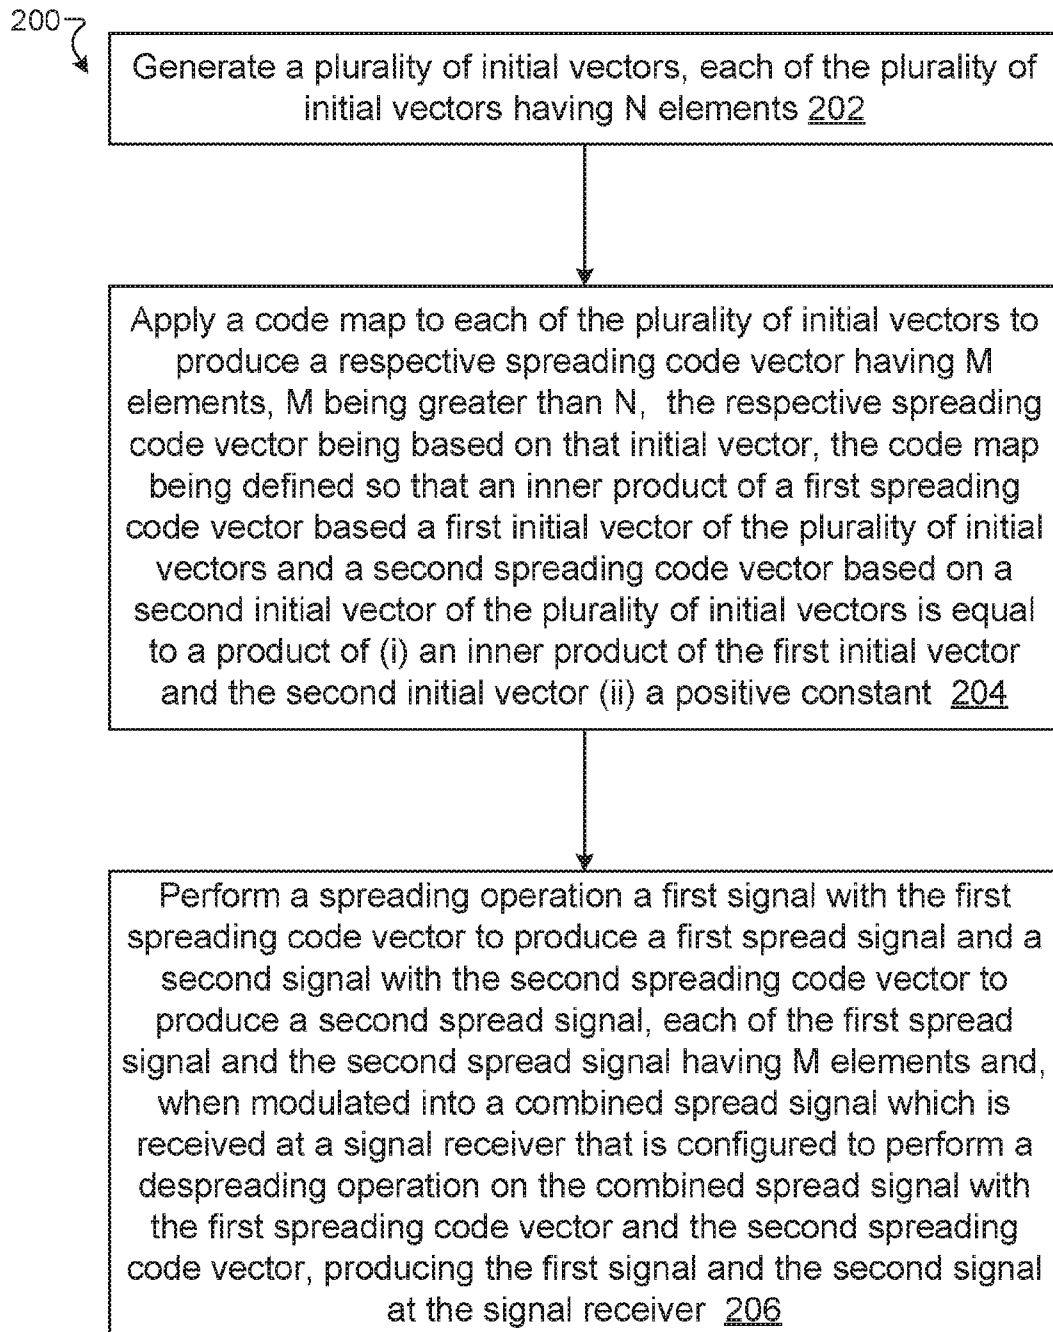 200
Generate a plurality of initial vectors, each of the plurality of
initial vectors having N elements 202
Apply a code map to each of the plurality of initial vectors to
produce a respective spreading code vector having M
elements, M being greater than N, the respective spreading
code vector being based on that initial vector, the code map
being defined so that an inner product of a first spreading
code vector based a first initial vector of the plurality of initial
vectors and a second spreading code vector based on a
second initial vector of the plurality of initial vectors is equal
to a product of (i) an inner product of the first initial vector
and the second initial vector (ii) a positive constant 204
Perform a spreading operation a first signal with the first
spreading code vector to produce a first spread signal and a
second signal with the second spreading code vector to
produce a second spread signal, each of the first spread
signal and the second spread signal having M elements and,
when modulated into a combined spread signal which is
received at a signal receiver that is configured to perform a
despreading operation on the combined spread signal with
the first spreading code vector and the second spreading
code vector, producing the first signal and the second signal
at the signal receiver 206